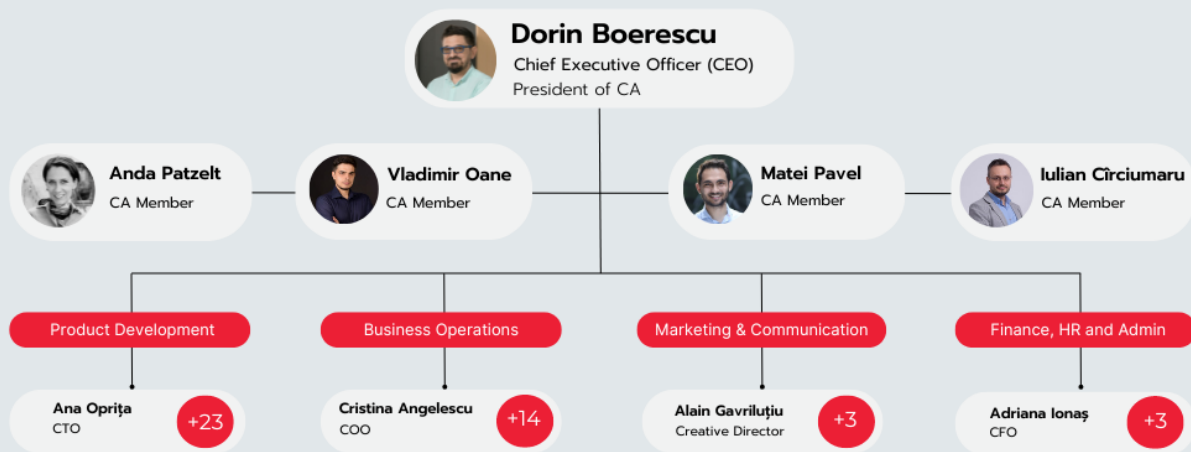 Dorin Boerescu
Chief Executive Officer (CEO)
President of CA
Anda Patzelt
CA Member
Vladimir Oane
CA Member
Matei Pavel
CA Member
Iulian Cîrciumaru
CA Member
Product Development
Business Operations
Marketing & Communication
Finance, HR and Admin
Ana Oprița
CTO
+23
Cristina Angelescu
COO
+14
Alain Gavriluțiu
Creative Director
+3
Adriana Ionaș
CFO
+3